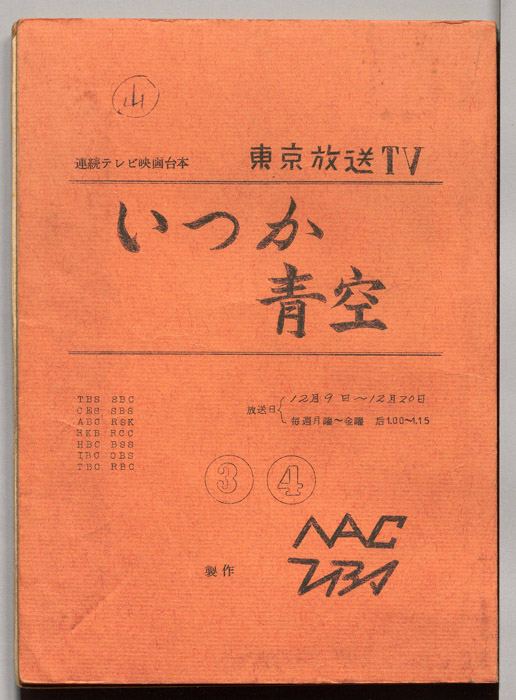 山
連続テレビ映画台本 東京放送TV
いつか
青空
TBS SBC
CBS SBS
ABC RSK
RKB RCC
HBC BSS
IBC OBS
TBC RBC
放送日 12月9日〜12月20日
毎週月曜〜金曜 后1.00〜1.15
③ ④
製作 NAC
TBS